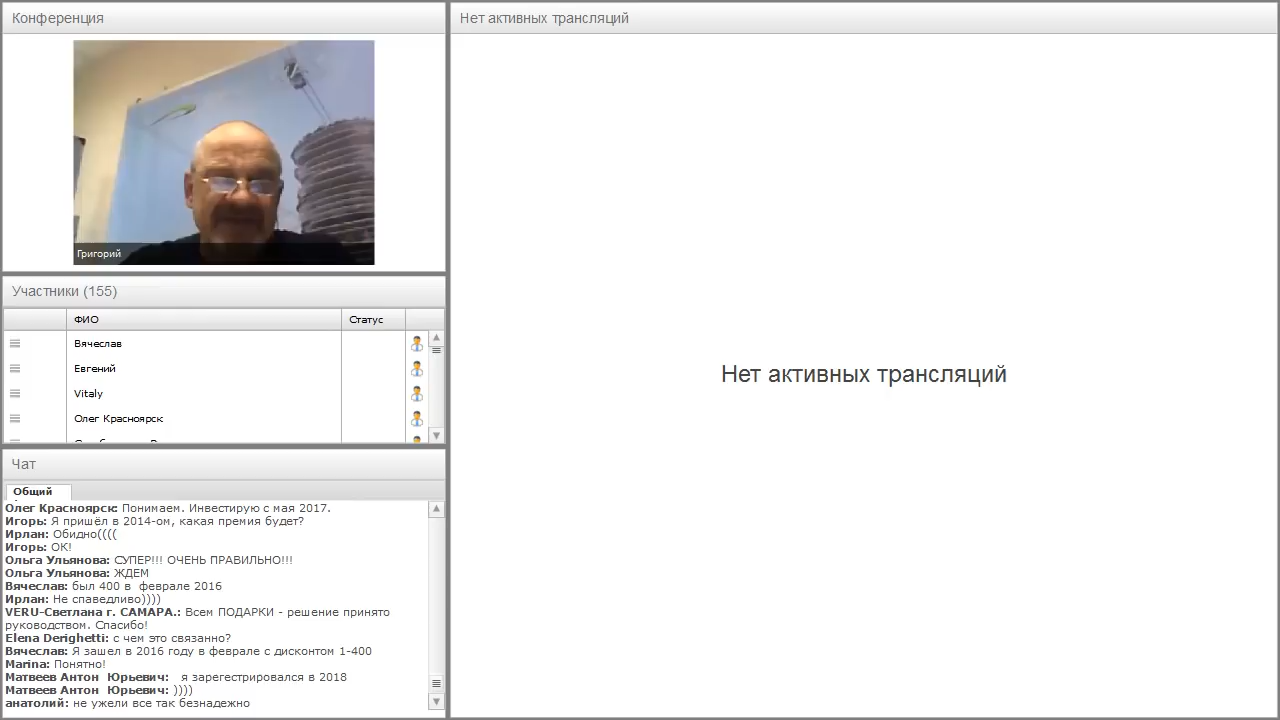 Конференция
Нет активных трансляций
Григорий
Участники (155)
ФИО
Статус
Вячеслав
Евгений
Vitaly
Олег Красноярск
Чат
Общий
Олег Красноярск: Понимаем. Инвестирую с мая 2017.
Игорь: Я пришёл в 2014-ом, какая премия будет?
Ирлан: Обидно((((
Игорь: ОК!
Ольга Ульянова: СУПЕР!!! ОЧЕНЬ ПРАВИЛЬНО!!!
Ольга Ульянова: ЖДЕМ
Вячеслав: был 400 в феврале 2016
Ирлан: Не спаведливо))))
VERU-Светлана г. САМАРА.: Всем ПОДАРКИ - решение принято
руководством. Спасибо!
Elena Derighetti: с чем это связанно?
Вячеслав: Я зашел в 2016 году в феврале с дисконтом 1-400
Marina: Понятно!
Матвеев Антон Юрьевич: я зарегестрировался в 2018
Матвеев Антон Юрьевич: ))))
анатолий: не ужели все так безнадежно
Нет активных трансляций